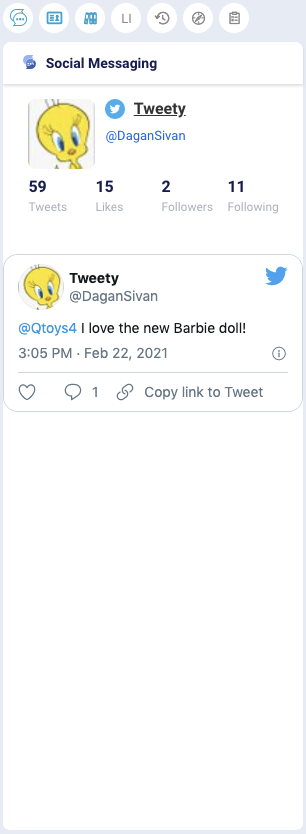 LI
Social Messaging
Tweety
@DaganSivan
59 15 2 11
Tweets Likes Followers Following
Tweety
@DaganSivan
@Qtoys4 I love the new Barbie doll!
3:05 PM · Feb 22, 2021
1 Copy link to Tweet